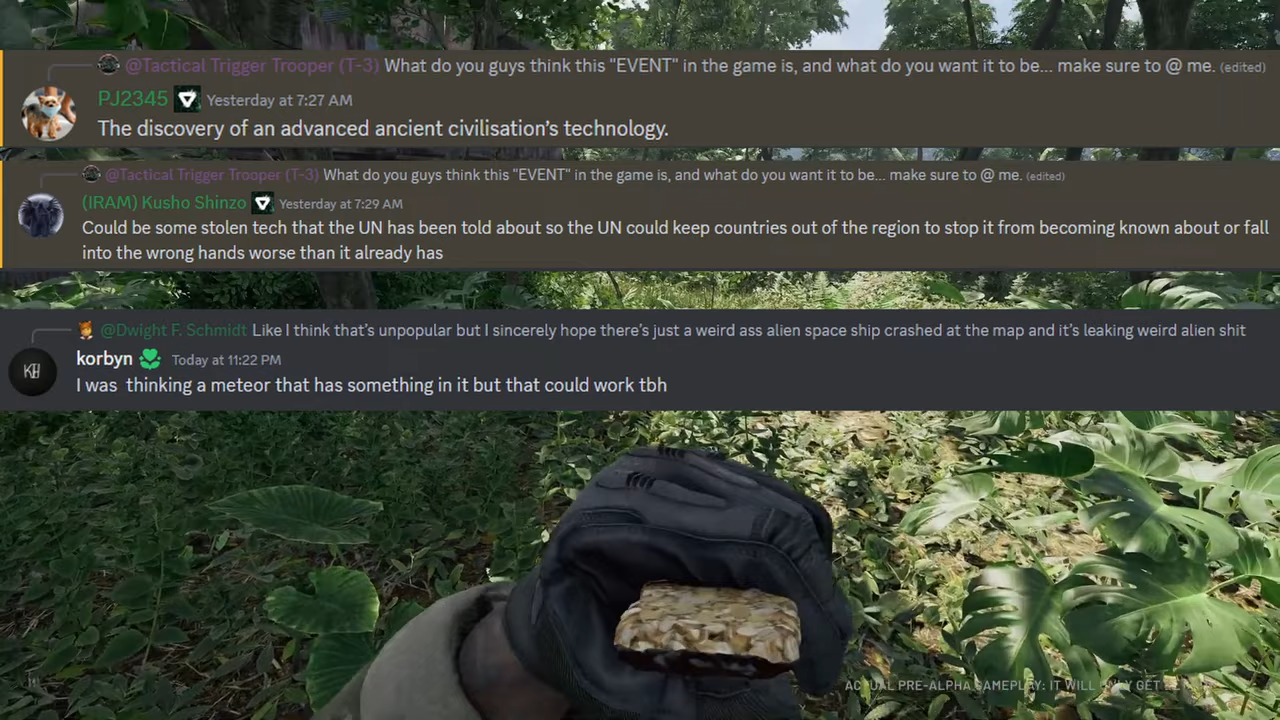 @Tactical Trigger Trooper (T-3) What do you guys think this "EVENT" in the game is, and what do you want it to be... make sure to @ me. (edited)
PJ2345 Yesterday at 7:27 AM
The discovery of an advanced ancient civilisation's technology.
@Tactical Trigger Trooper (T-3) What do you guys think this "EVENT" in the game is, and what do you want it to be... make sure to @ me. (edited)
(IRAM) Kusho Shinzo Yesterday at 7:29 AM
Could be some stolen tech that the UN has been told about so the UN could keep countries out of the region to stop it from becoming known about or fall
into the wrong hands worse than it already has
@Dwight F. Schmidt Like I think that's unpopular but I sincerely hope there's just a weird ass alien space ship crashed at the map and it's leaking weird alien shit
korbyn Today at 11:22 PM
KH
I was thinking a meteor that has something in it but that could work tbh
ACTUAL PRE-ALPHA GAMEPLAY: IT WILL ONLY GET